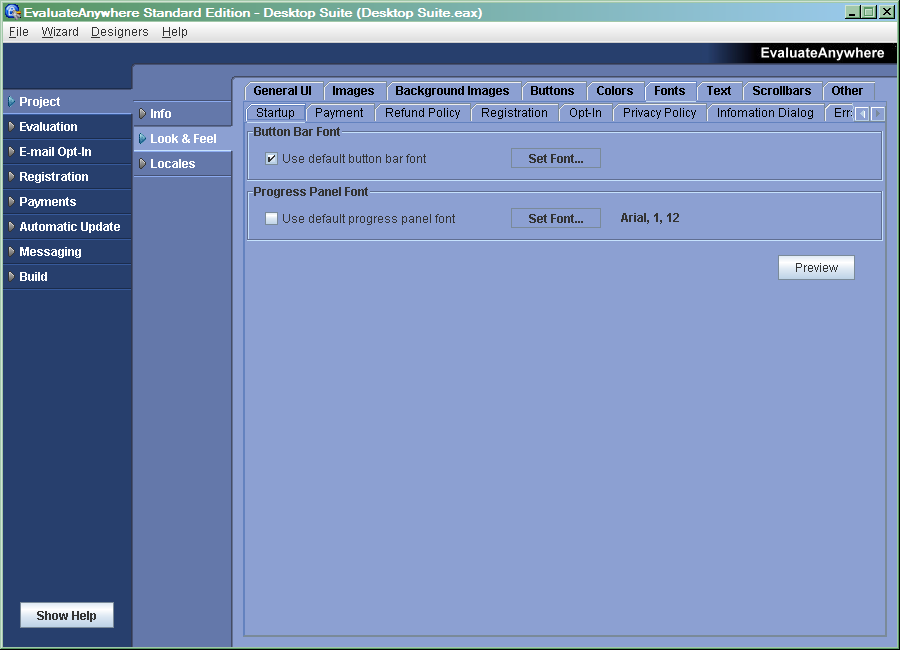 EvaluateAnywhere Standard Edition - Desktop Suite (Desktop Suite.eax)
File Wizard Designers Help
EvaluateAnywhere
Project
Evaluation
E-mail Opt-In
Registration
Payments
Automatic Update
Messaging
Build
Show Help
Info
Look & Feel
Locales
General UI Images Background Images Buttons Colors Fonts Text Scrollbars Other
Startup Payment Refund Policy Registration Opt-In Privacy Policy Infomation Dialog Err
Button Bar Font
Use default button bar font Set Font...
Progress Panel Font
Use default progress panel font Set Font... Arial, 1, 12
Preview